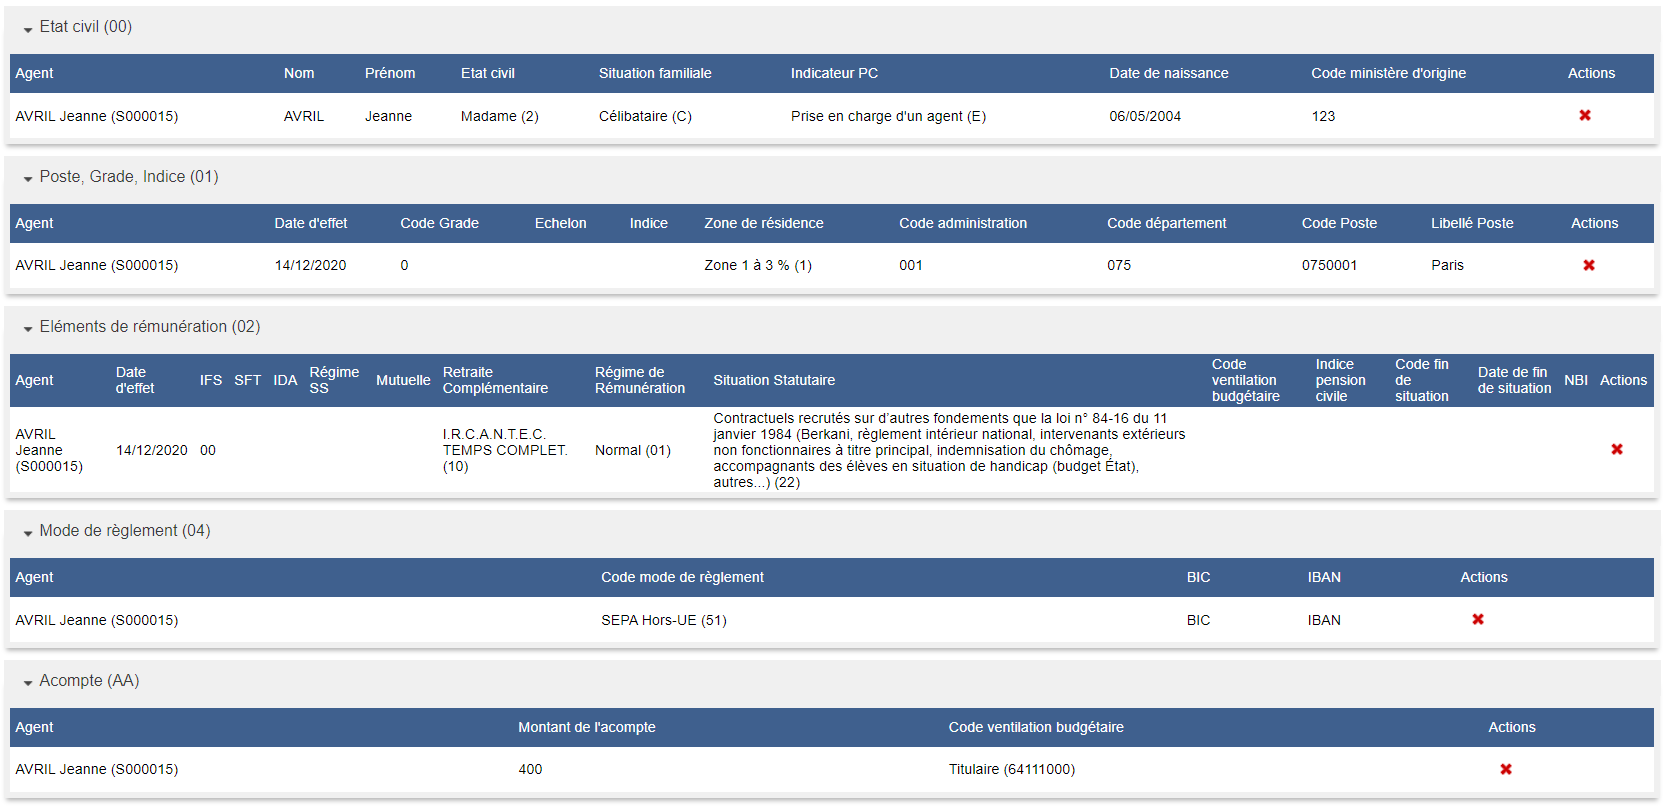 Etat civil (00)
Agent Nom Prénom Etat civil Situation familiale Indicateur PC Date de naissance Code ministère d'origine Actions
AVRIL Jeanne (S000015) AVRIL Jeanne Madame (2) Célibataire (C) Prise en charge d'un agent (E) 06/05/2004 123
Poste, Grade, Indice (01)
Agent Date d'effet Code Grade Echelon Indice Zone de résidence Code administration Code département Code Poste Libellé Poste Actions
AVRIL Jeanne (S000015) 14/12/2020 0 Zone 1 à 3 % (1) 001 075 0750001 Paris
Eléments de rémunération (02)
Agent
Date
d'effet
IFS SFT IDA
Régime
SS
Mutuelle
Retraite
Complémentaire
Régime de
Rémunération
Situation Statutaire
Code
ventilation
budgétaire
Indice
pension
civile
Code fin
de
situation
Date de fin
de situation
NBI Actions
AVRIL
Jeanne
(S000015)
14/12/2020 00
I.R.C.A.N.T.E.C.
TEMPS COMPLET.
(10)
Normal (01)
Contractuels recrutés sur d’autres fondements que la loi n° 84-16 du 11
janvier 1984 (Berkani, règlement intérieur national, intervenants extérieurs
non fonctionnaires à titre principal, indemnisation du chômage,
accompagnants des élèves en situation de handicap (budget État),
autres...) (22)
Mode de règlement (04)
Agent Code mode de règlement BIC IBAN Actions
AVRIL Jeanne (S000015) SEPA Hors-UE (51) BIC IBAN
Acompte (AA)
Agent Montant de l'acompte Code ventilation budgétaire Actions
AVRIL Jeanne (S000015) 400 Titulaire (64111000)